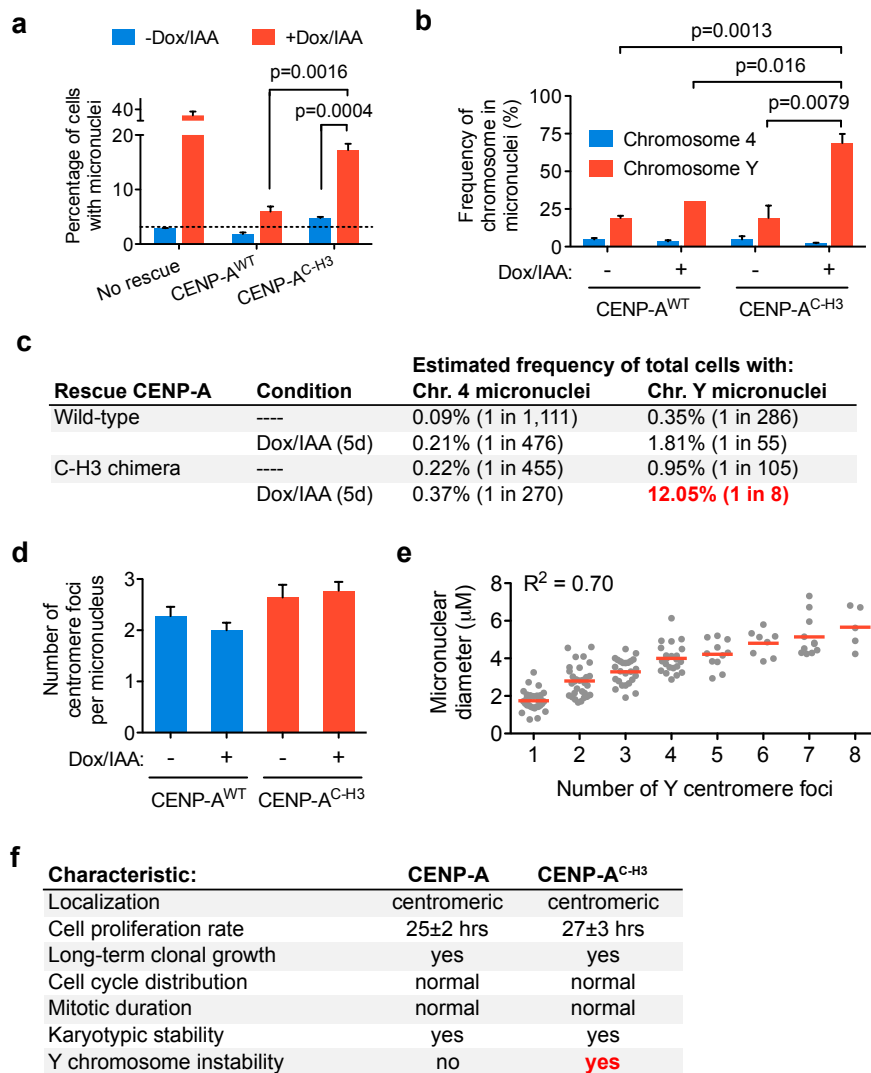 a
-Dox/IAA +Dox/IAA
p=0.0016
p=0.0004
Percentage of cells
with micronuclei
40
20
20
10
0
No rescue
CENP-A^WT
CENP-A^C-H3
b
p=0.0013
p=0.016
p=0.0079
Frequency of
chromosome in
micronuclei (%)
100
75
50
25
0
Chromosome 4
Chromosome Y
Dox/IAA: - + - +
CENP-A^WT CENP-A^C-H3
c
Estimated frequency of total cells with:
Rescue CENP-A Condition Chr. 4 micronuclei Chr. Y micronuclei
Wild-type ---- 0.09% (1 in 1,111) 0.35% (1 in 286)
Dox/IAA (5d) 0.21% (1 in 476) 1.81% (1 in 55)
C-H3 chimera ---- 0.22% (1 in 455) 0.95% (1 in 105)
Dox/IAA (5d) 0.37% (1 in 270) 12.05% (1 in 8)
d
Number of
centromere foci
per micronucleus
3
2
1
0
Dox/IAA: - + - +
CENP-A^WT CENP-A^C-H3
e
R² = 0.70
Micronuclear
diameter (μM)
8
6
4
2
0
1 2 3 4 5 6 7 8
Number of Y centromere foci
f
Characteristic: CENP-A CENP-A^C-H3
Localization centromeric centromeric
Cell proliferation rate 25±2 hrs 27±3 hrs
Long-term clonal growth yes yes
Cell cycle distribution normal normal
Mitotic duration normal normal
Karyotypic stability yes yes
Y chromosome instability no yes